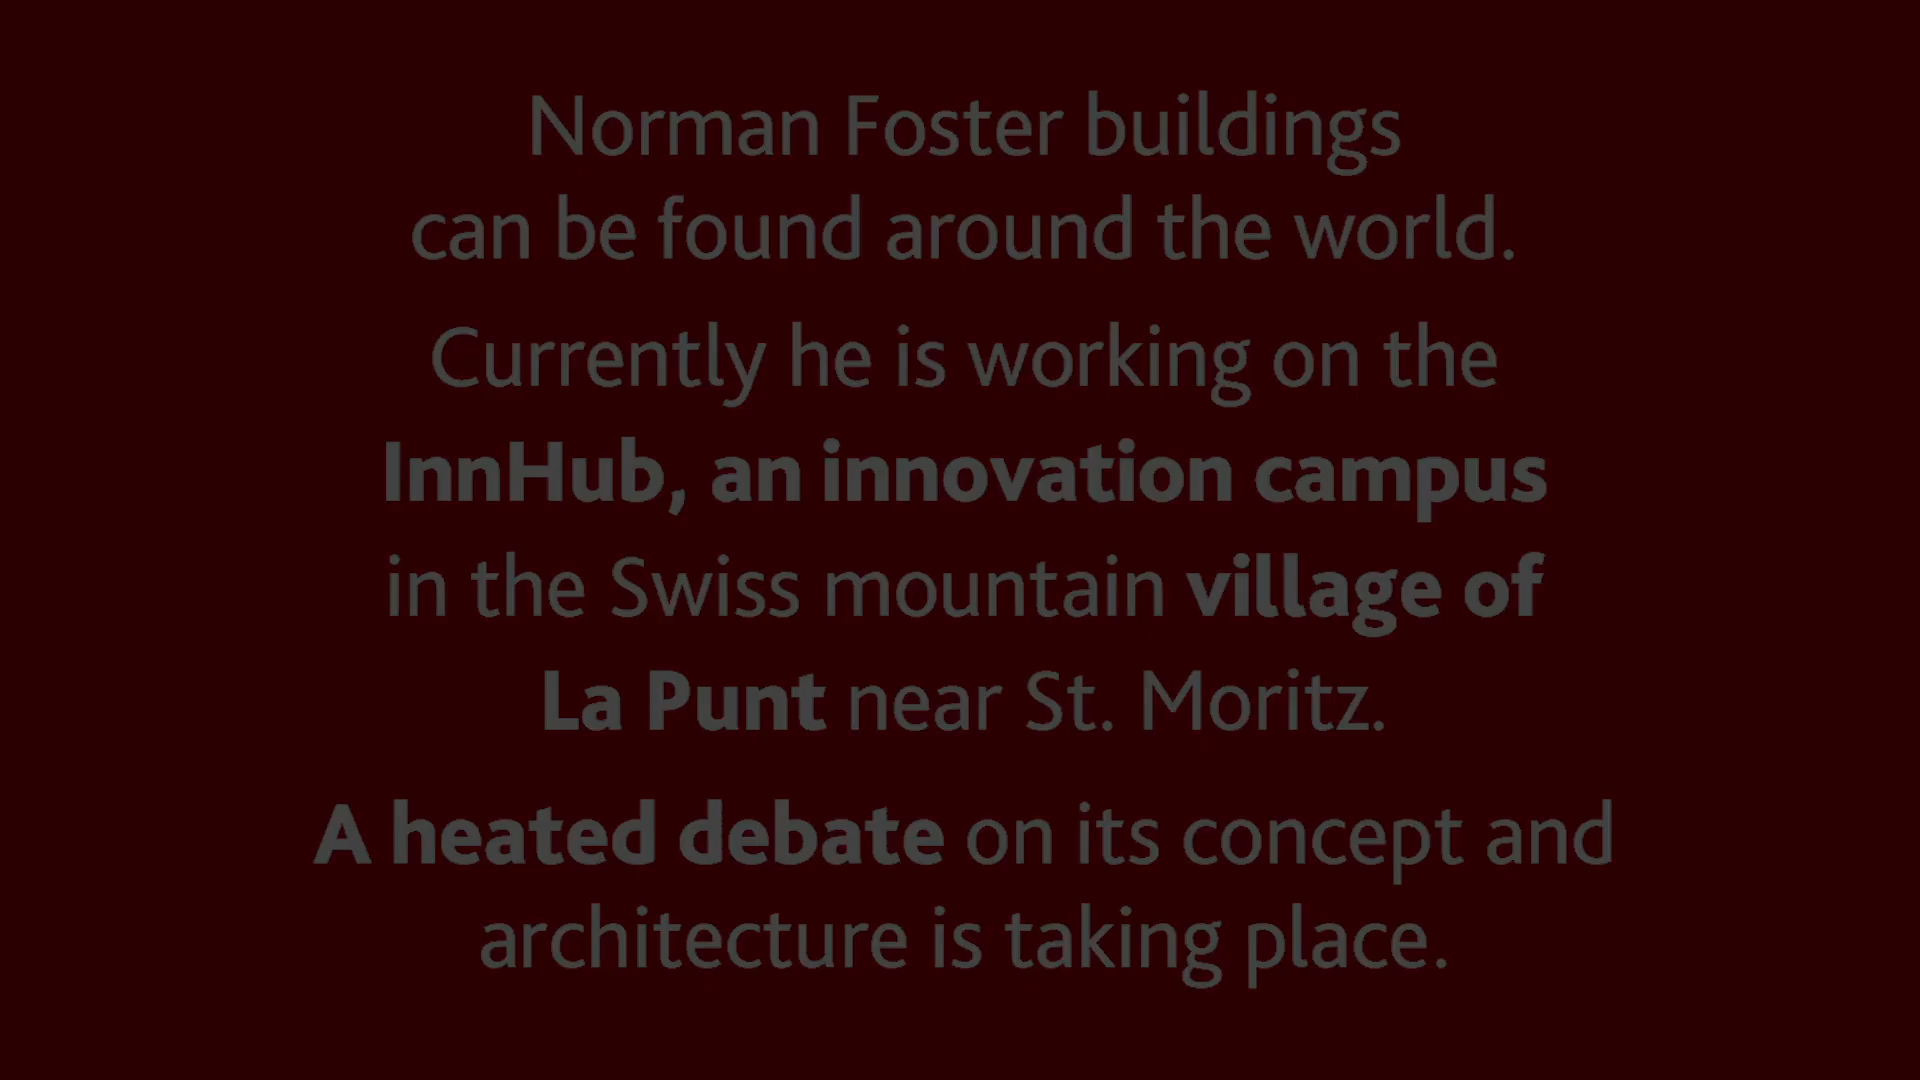 Norman Foster buildings
can be found around the world.
Currently he is working on the
InnHub, an innovation campus
in the Swiss mountain village of
La Punt near St. Moritz.
A heated debate on its concept and
architecture is taking place.